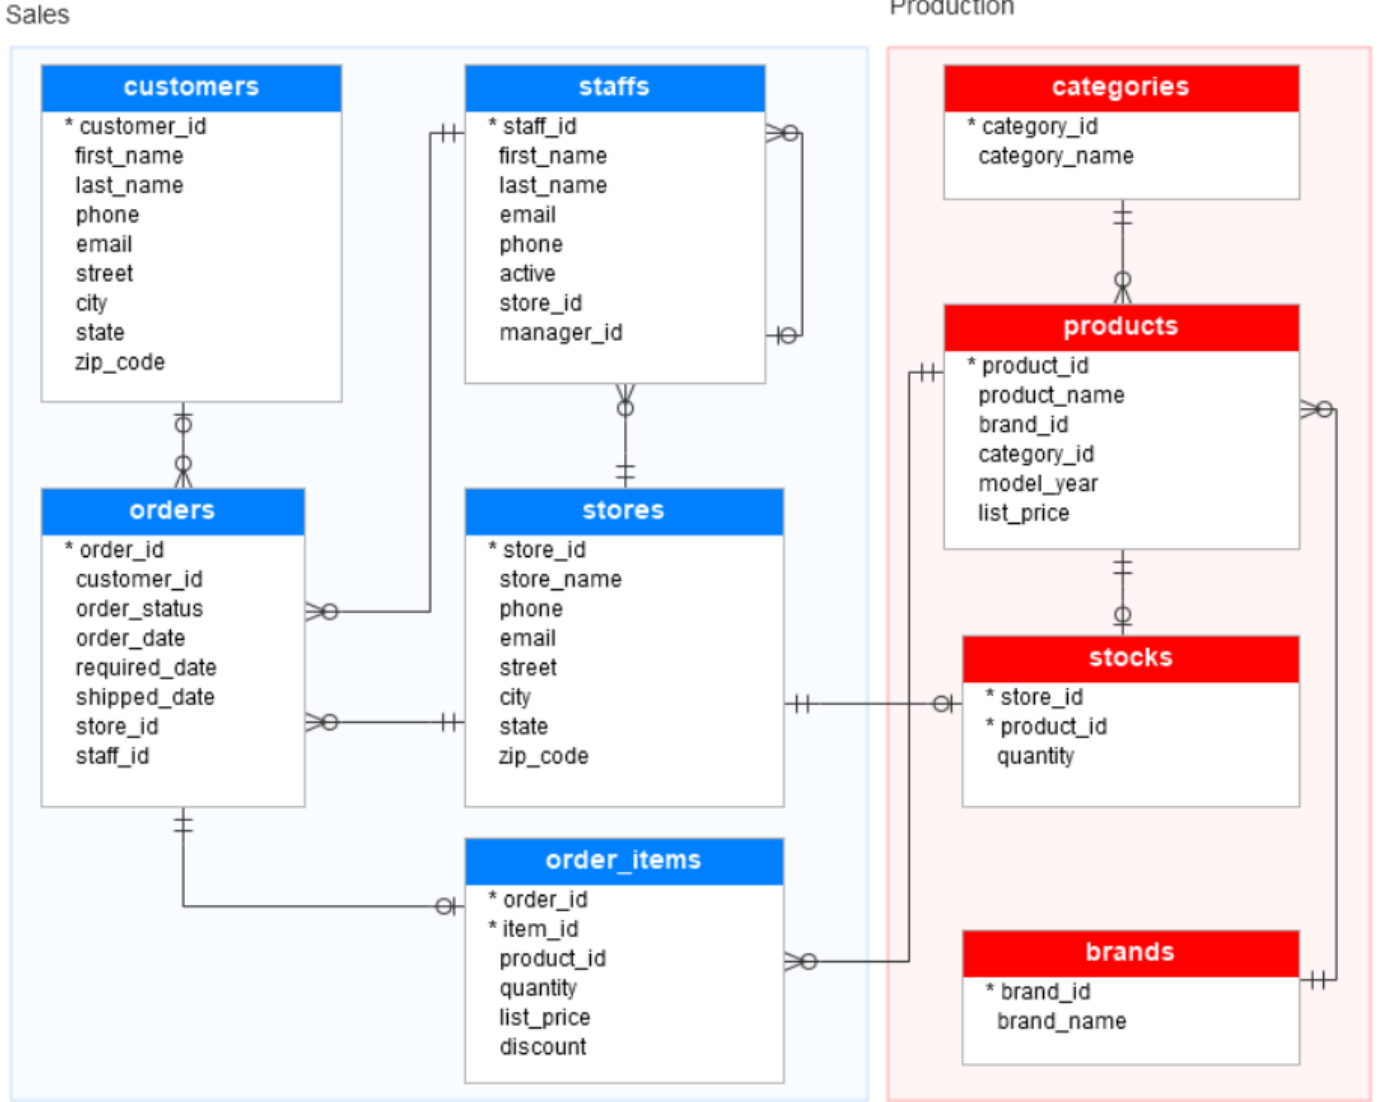 Sales
customers
* customer_id
first_name
last_name
phone
email
street
city
state
zip_code
staffs
* staff_id
first_name
last_name
email
phone
active
store_id
manager_id
orders
* order_id
customer_id
order_status
order_date
required_date
shipped_date
store_id
staff_id
stores
* store_id
store_name
phone
email
street
city
state
zip_code
order_items
* order_id
* item_id
product_id
quantity
list_price
discount
Production
categories
* category_id
category_name
products
* product_id
product_name
brand_id
category_id
model_year
list_price
stocks
* store_id
* product_id
quantity
brands
* brand_id
brand_name